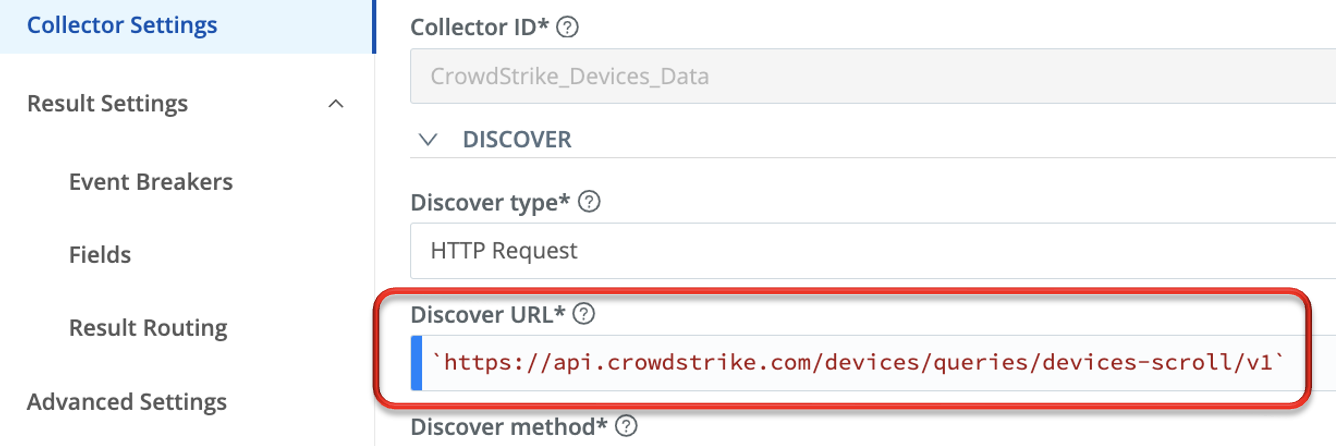 Collector Settings
Result Settings
Event Breakers
Fields
Result Routing
Advanced Settings
Collector ID*
CrowdStrike_Devices_Data
DISCOVER
Discover type*
HTTP Request
Discover URL*
`https://api.crowdstrike.com/devices/queries/devices-scroll/v1`
Discover method*